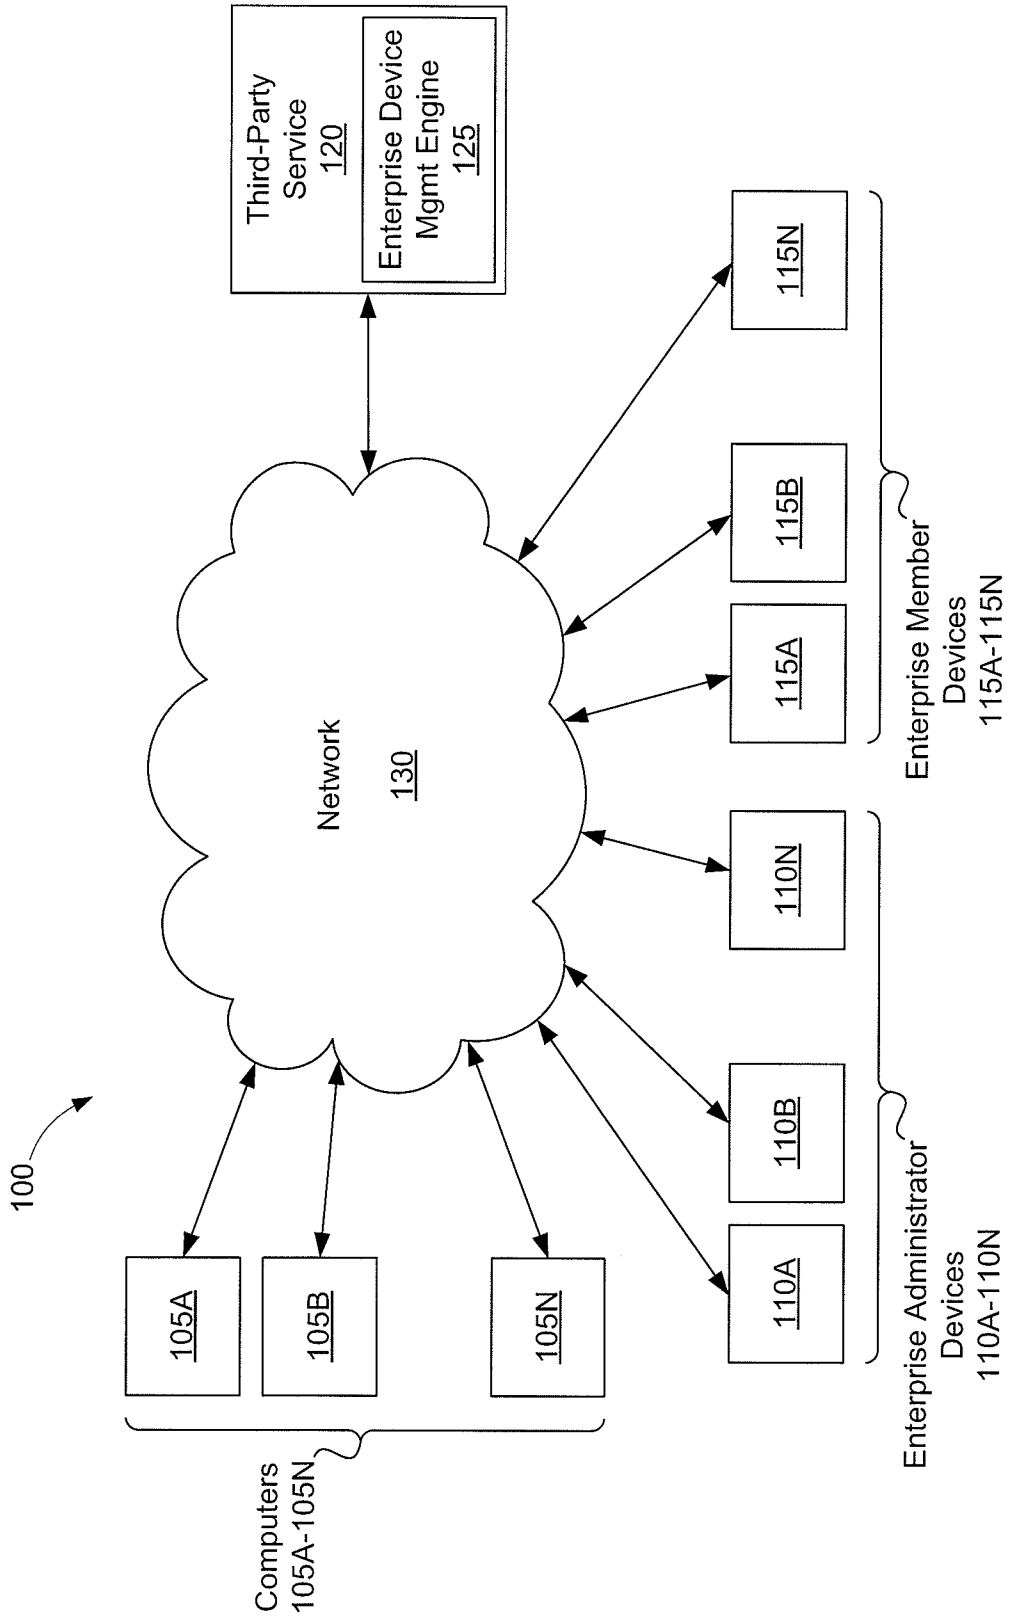 100
Computers
105A-105N
105A
105B
105N
Network
130
Third-Party
Service
120
Enterprise Device
Mgmt Engine
125
110A
110B
110N
115A
115B
115N
Enterprise Administrator
Devices
110A-110N
Enterprise Member
Devices
115A-115N